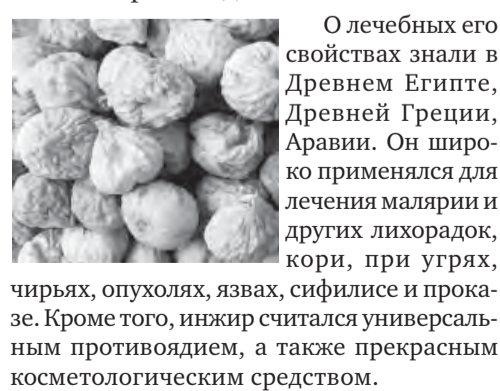 О лечебных его
свойствах знали в
Древнем Египте,
Древней Греции,
Аравии. Он широ-
ко применялся для
лечения малярии и
других лихорадок,
кори, при угрях,
чирьях, опухолях, язвах, сифилисе и прока-
зе. Кроме того, инжир считался универсаль-
ным противоядием, а также прекрасным
косметологическим средством.